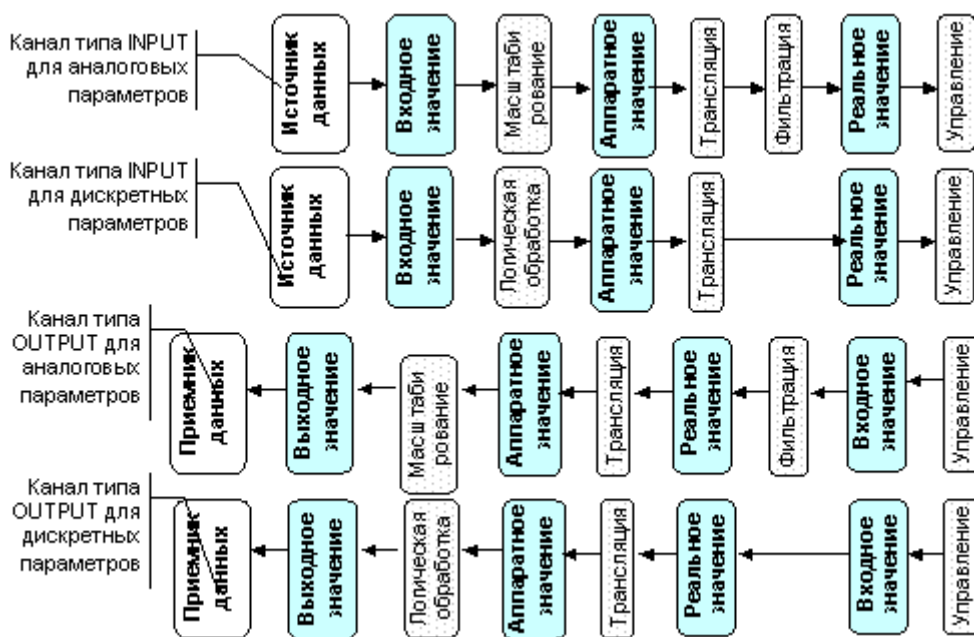 Канал типа INPUT
для аналоговых
параметров
Источник
данных
Входное
значение
Масш таби
рование
Аппаратное
значение
Трансляция
Фильтрация
Реальное
значение
Управление
Канал типа INPUT
для дискретных
параметров
Источник
данных
Входное
значение
Логическая
обработка
Аппаратное
значение
Трансляция
Реальное
значение
Управление
Канал типа
OUTPUT для
аналоговых
параметров
Приемник
данных
Выходное
значение
Масш таби
рование
Аппаратное
значение
Трансляция
Реальное
значение
Фильтрация
Входное
значение
Управление
Канал типа
OUTPUT для
дискретных
параметров
Приемник
данных
Выходное
значение
Логическая
обработка
Аппаратное
значение
Трансляция
Реальное
значение
Входное
значение
Управление